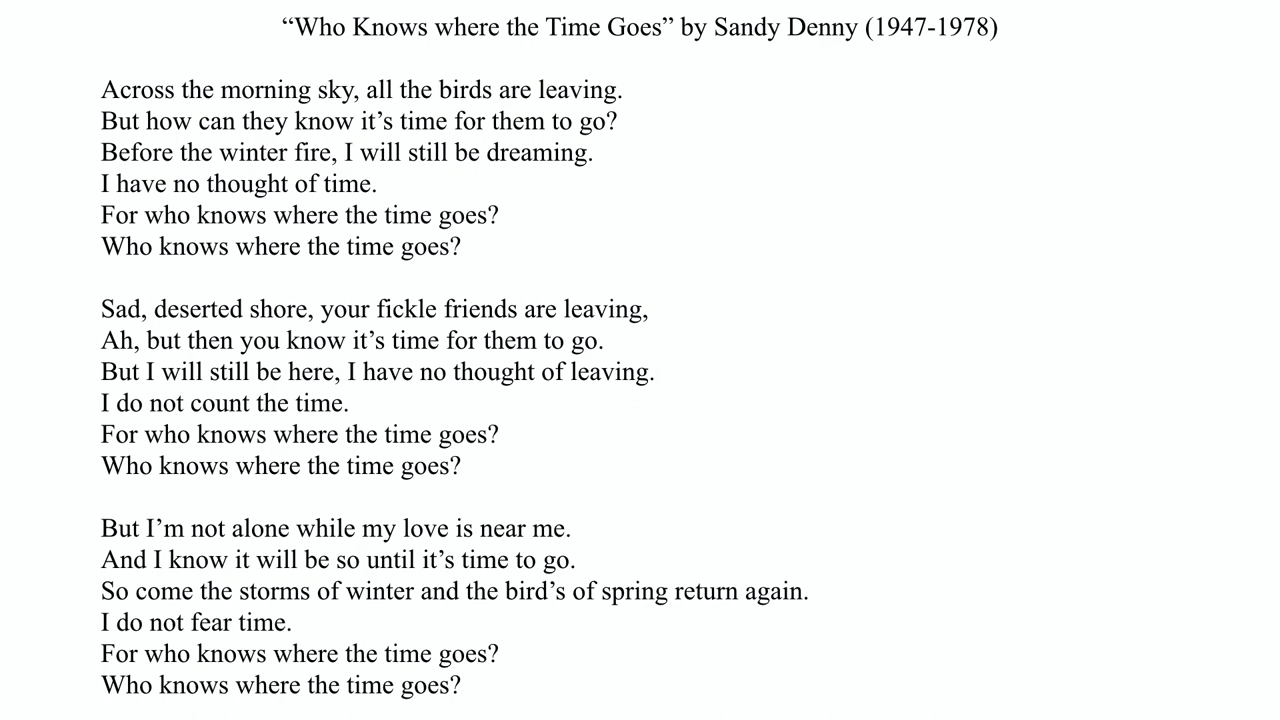 “Who Knows where the Time Goes” by Sandy Denny (1947-1978)
Across the morning sky, all the birds are leaving.
But how can they know it’s time for them to go?
Before the winter fire, I will still be dreaming.
I have no thought of time.
For who knows where the time goes?
Who knows where the time goes?
Sad, deserted shore, your fickle friends are leaving,
Ah, but then you know it’s time for them to go.
But I will still be here, I have no thought of leaving.
I do not count the time.
For who knows where the time goes?
Who knows where the time goes?
But I’m not alone while my love is near me.
And I know it will be so until it’s time to go.
So come the storms of winter and the bird’s of spring return again.
I do not fear time.
For who knows where the time goes?
Who knows where the time goes?